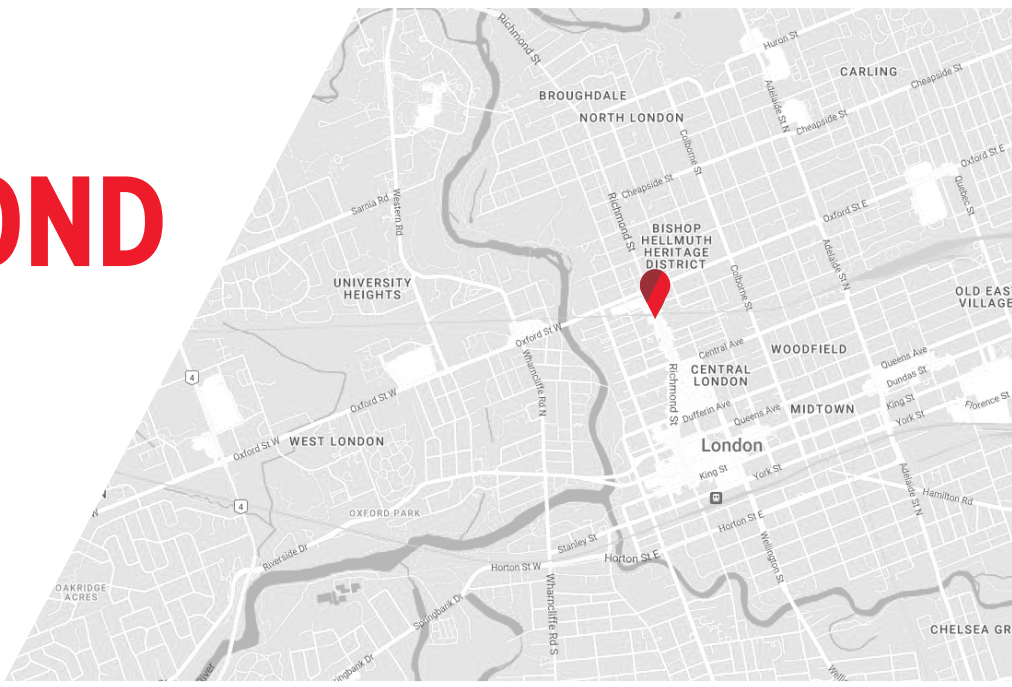 OND
Richmond St
Huron St
CARLING
Cheapside St
BROUGHDALE
NORTH LONDON
Adelaide St N
Cheapside St
Colborne St
Oxford St E
Cheapside St
Quebec St
Sarnia Rd
Western Rd
Richmond St
Oxford St E
BISHOP
HELLMUTH
HERITAGE
DISTRICT
Adelaide St N
Colborne St
UNIVERSITY
HEIGHTS
OLD EAS
VILLAGE
Oxford St W
Central Ave
WOODFIELD
Queens Ave
4
Wharncliffe Rd N
Richmond St
CENTRAL
LONDON
Dundas St
Oxford St W
Dufferin Ave
Queens Ave
MIDTOWN
King St
Florence St
York St
Oxford St W
WEST LONDON
London
King St
York St
Adelaide St N
Hamilton Rd
4
OXFORD PARK
Horton St E
Riverside Dr
Stanley St
Horton St E
Wellington St
Horton St W
OAKRIDGE
ACRES
Wharncliffe Rd S
Springbank Dr
CHELSEA GR
ringbank Dr
River
Welli